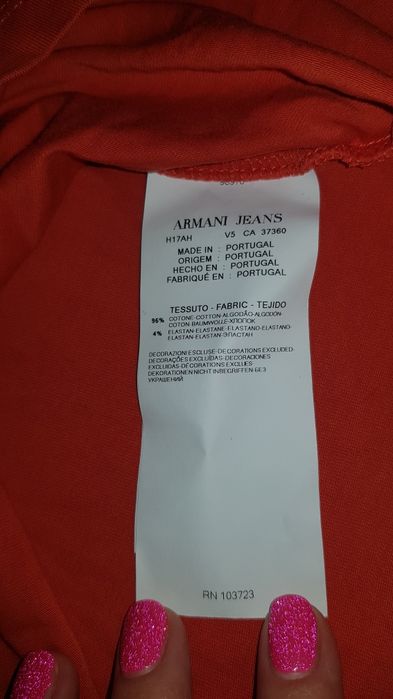 ARMANI JEANS
H17AH V5 CA 37360
MADE IN : PORTUGAL
ORIGEM : PORTUGAL
HECHO EN : PORTUGAL
FABRIQUÉ EN : PORTUGAL
TESSUTO - FABRIC - TEJIDO
96% COTONE-COTTON-ALGODÃO-ALGODÓN-
COTON BAUMWOLLE-ХЛОПОК
4% ELASTAN-ELASTANE-ELASTANO-ELASTANO-
ELASTAN-ELASTAN-ЭЛАСТАН
DECORAZIONI ESCLUSE-DECORATIONS EXCLUDED
DECORAÇÕES EXCLUÍDAS-DECORACIONES
EXCLUIDAS-DÉCORATIONS EXCLUES
DEKORATIONEN NICHT INBEGRIFFEN-БЕЗ
УКРАШЕНИЙ
RN 103723